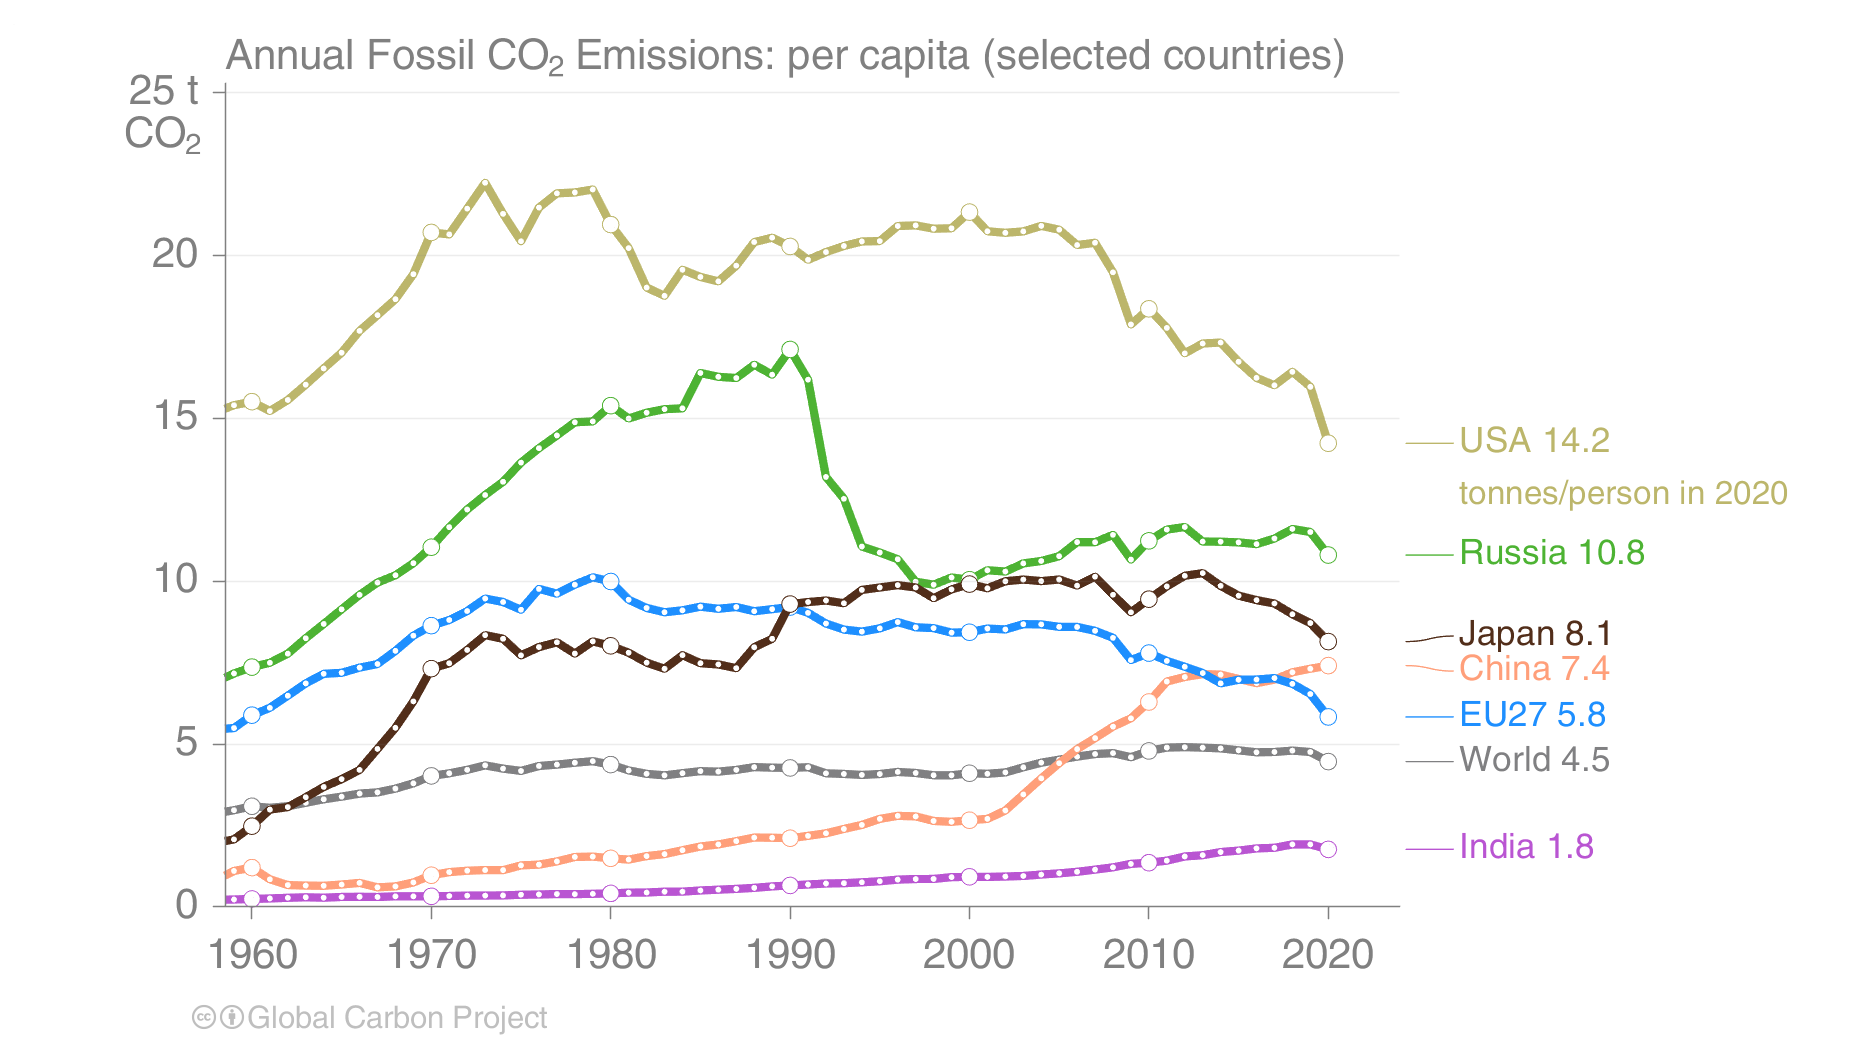 Annual Fossil CO₂ Emissions: per capita (selected countries)
25 t
CO₂
20
15
10
5
0
1960 1970 1980 1990 2000 2010 2020
USA 14.2
tonnes/person in 2020
Russia 10.8
Japan 8.1
China 7.4
EU27 5.8
World 4.5
India 1.8
cc Global Carbon Project